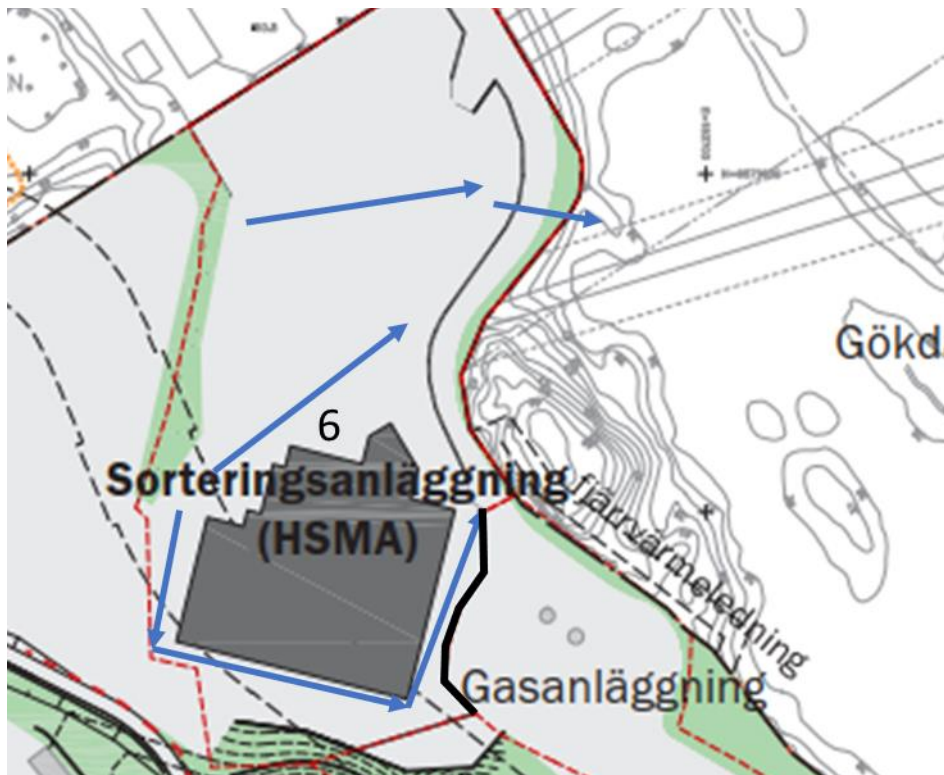 N.
Gökd
6
Sorteringsanläggning
(HSMA)
fjärrvärmeledning
Gasanläggning